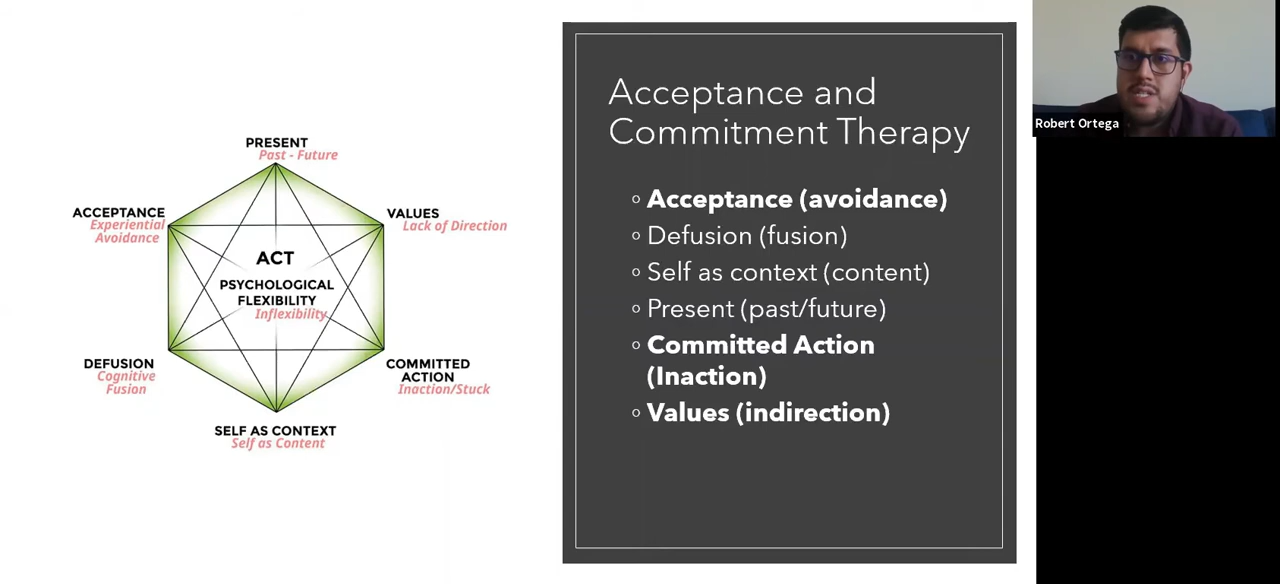 PRESENT
Past - Future
ACCEPTANCE
Experiential
Avoidance
VALUES
Lack of Direction
ACT
PSYCHOLOGICAL
FLEXIBILITY
Inflexibility
DEFUSION
Cognitive
Fusion
COMMITTED
ACTION
Inaction/Stuck
SELF AS CONTEXT
Self as Content
Acceptance and
Commitment Therapy
◦ Acceptance (avoidance)
◦ Defusion (fusion)
◦ Self as context (content)
◦ Present (past/future)
◦ Committed Action
(Inaction)
◦ Values (indirection)
Robert Ortega